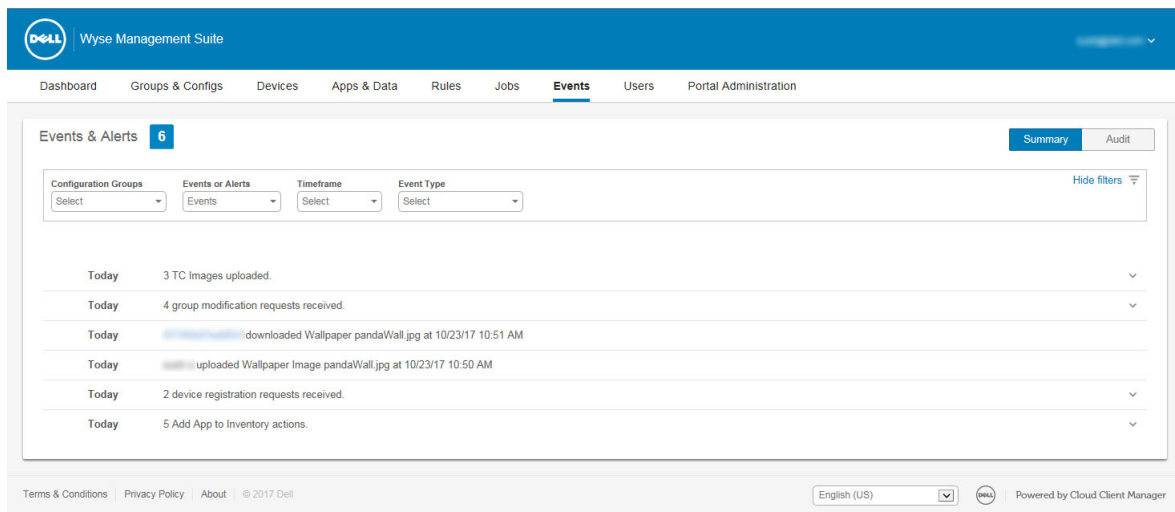 DELL Wyse Management Suite
Dashboard Groups & Configs Devices Apps & Data Rules Jobs Events Users Portal Administration
Events & Alerts 6 Summary Audit
Configuration Groups Events or Alerts Timeframe Event Type Hide filters
Select Events Select Select
Today 3 TC Images uploaded.
Today 4 group modification requests received.
Today downloaded Wallpaper pandaWall.jpg at 10/23/17 10:51 AM
Today uploaded Wallpaper Image pandaWall.jpg at 10/23/17 10:50 AM
Today 2 device registration requests received.
Today 5 Add App to Inventory actions.
Terms & Conditions Privacy Policy About © 2017 Dell English (US) DELL Powered by Cloud Client Manager